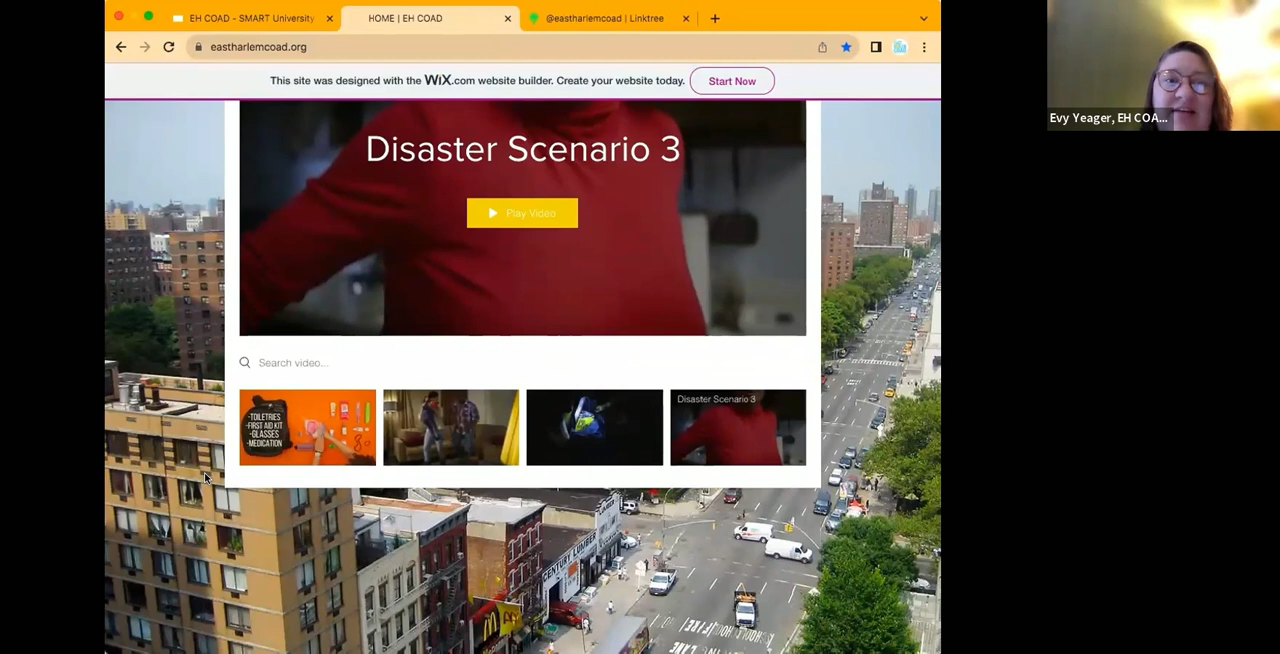 EH COAD - SMART University
HOME | EH COAD
@eastharlemcoad | Linktree
eastharlemcoad.org
This site was designed with the WiX.com website builder. Create your website today.
Start Now
Evy Yeager, EH COA...
Disaster Scenario 3
Play Video
Search video...
-TOILETRIES
-FIRST AID KIT
-GLASSES
-MEDICATION
Disaster Scenario 3
CENTURY LUMBER